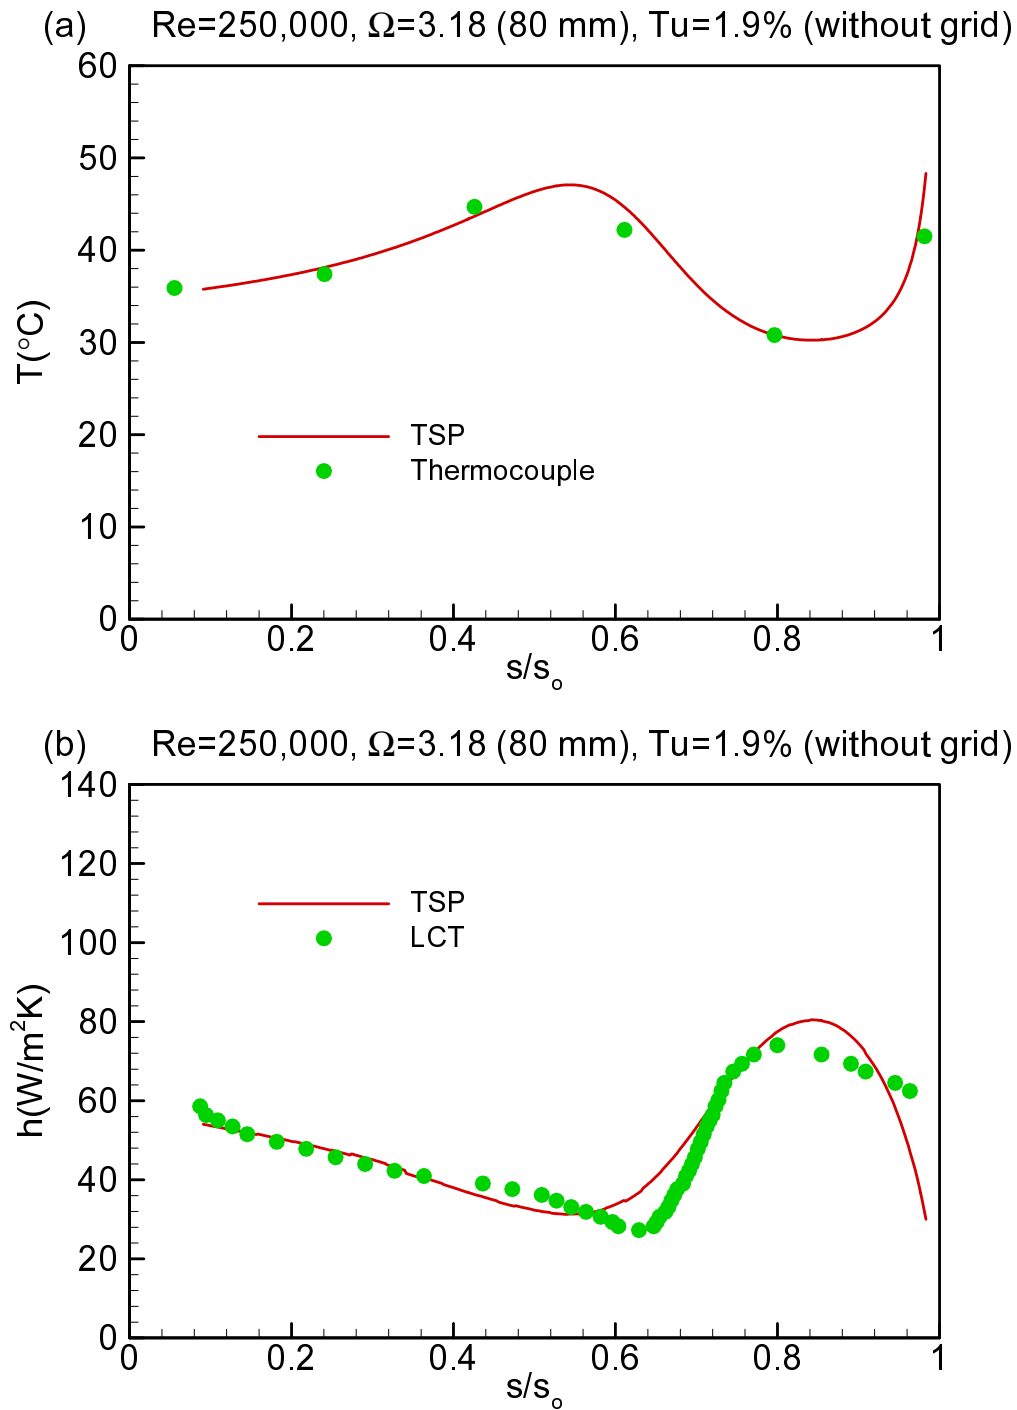 (a) Re=250,000, Ω=3.18 (80 mm), Tu=1.9% (without grid)
60
50
40
30
20
10
0
T(°C)
TSP
Thermocouple
0 0.2 0.4 0.6 0.8 1
s/s₀
(b) Re=250,000, Ω=3.18 (80 mm), Tu=1.9% (without grid)
140
120
100
80
60
40
20
0
h(W/m²K)
TSP
LCT
0 0.2 0.4 0.6 0.8 1
s/s₀